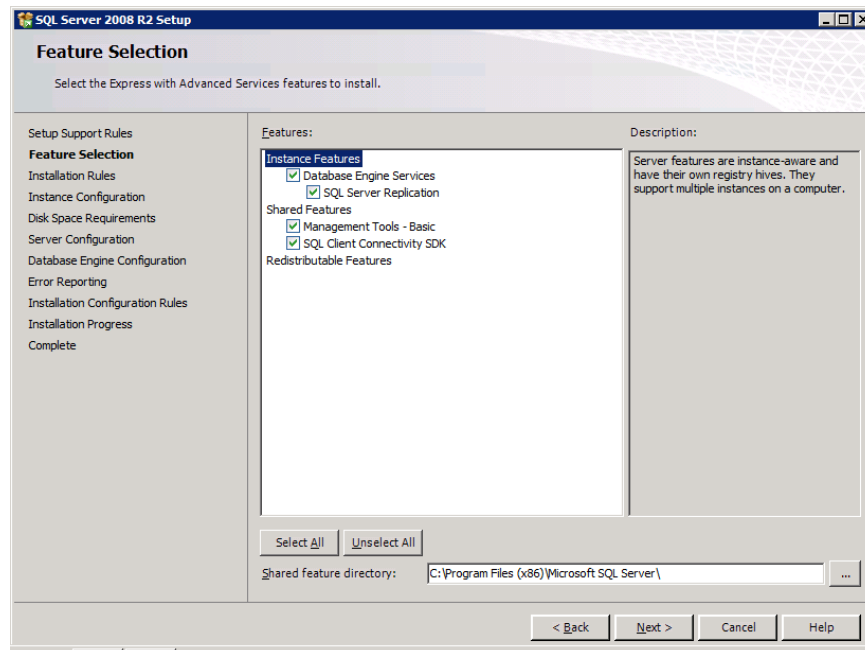 SQL Server 2008 R2 Setup
Feature Selection
Select the Express with Advanced Services features to install.
Setup Support Rules
Feature Selection
Installation Rules
Instance Configuration
Disk Space Requirements
Server Configuration
Database Engine Configuration
Error Reporting
Installation Configuration Rules
Installation Progress
Complete
Features:
Instance Features
Database Engine Services
SQL Server Replication
Shared Features
Management Tools - Basic
SQL Client Connectivity SDK
Redistributable Features
Description:
Server features are instance-aware and
have their own registry hives. They
support multiple instances on a computer.
Select All
Unselect All
Shared feature directory:
C:\Program Files (x86)\Microsoft SQL Server\
...
< Back
Next >
Cancel
Help